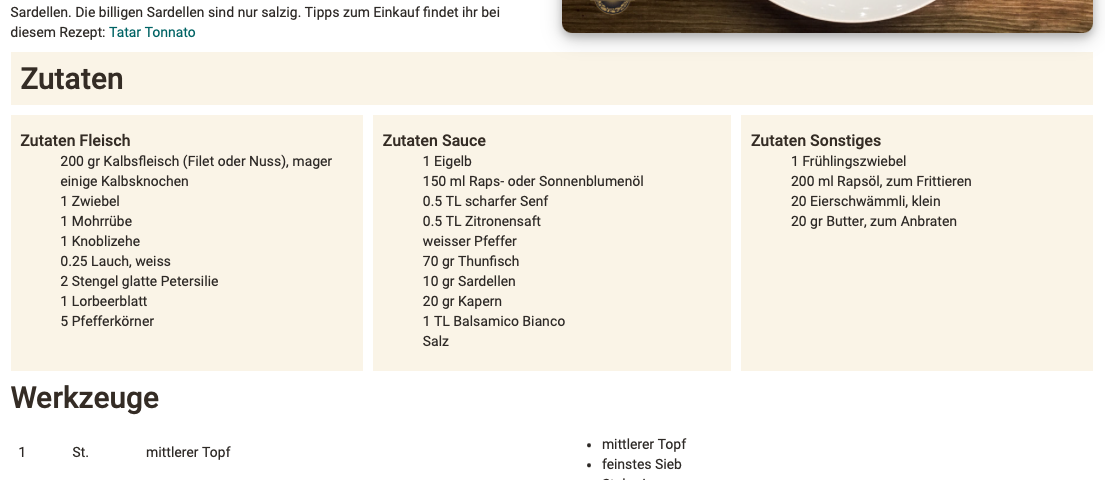 Sardellen. Die billigen Sardellen sind nur salzig. Tipps zum Einkauf findet ihr bei
diesem Rezept: Tatar Tonnato
Zutaten
Zutaten Fleisch
200 gr Kalbsfleisch (Filet oder Nuss), mager
einige Kalbsknochen
1 Zwiebel
1 Mohrrübe
1 Knoblizehe
0.25 Lauch, weiss
2 Stengel glatte Petersilie
1 Lorbeerblatt
5 Pfefferkörner
Zutaten Sauce
1 Eigelb
150 ml Raps- oder Sonnenblumenöl
0.5 TL scharfer Senf
0.5 TL Zitronensaft
weisser Pfeffer
70 gr Thunfisch
10 gr Sardellen
20 gr Kapern
1 TL Balsamico Bianco
Salz
Zutaten Sonstiges
1 Frühlingszwiebel
200 ml Rapsöl, zum Frittieren
20 Eierschwämmli, klein
20 gr Butter, zum Anbraten
Werkzeuge
1 St. mittlerer Topf
• mittlerer Topf
• feinstes Sieb